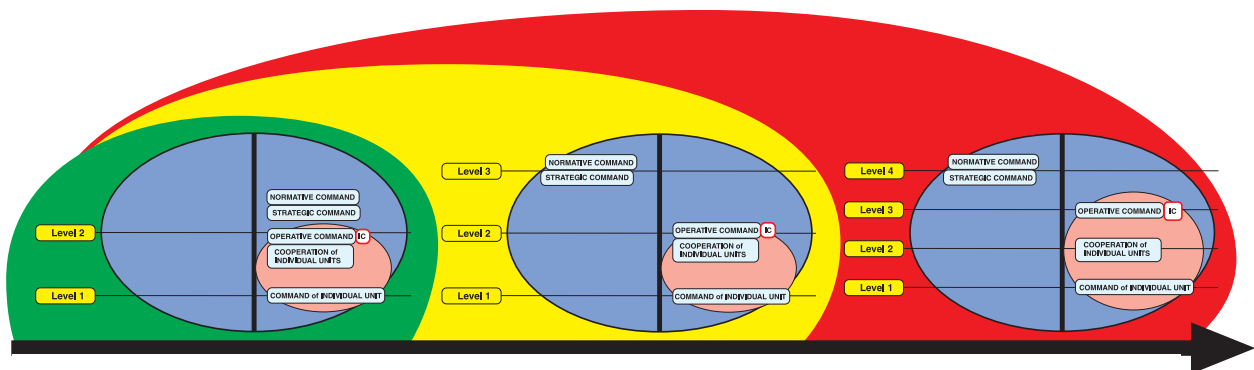 NORMATIVE COMMAND
STRATEGIC COMMAND
Level 2
OPERATIVE COMMAND IC
COOPERATION of
INDIVIDUAL UNITS
Level 1
COMMAND of INDIVIDUAL UNIT
Level 3
NORMATIVE COMMAND
STRATEGIC COMMAND
Level 2
OPERATIVE COMMAND IC
COOPERATION of
INDIVIDUAL UNITS
Level 1
COMMAND of INDIVIDUAL UNIT
Level 4
NORMATIVE COMMAND
STRATEGIC COMMAND
Level 3
OPERATIVE COMMAND IC
Level 2
COOPERATION of
INDIVIDUAL UNITS
Level 1
COMMAND of INDIVIDUAL UNIT